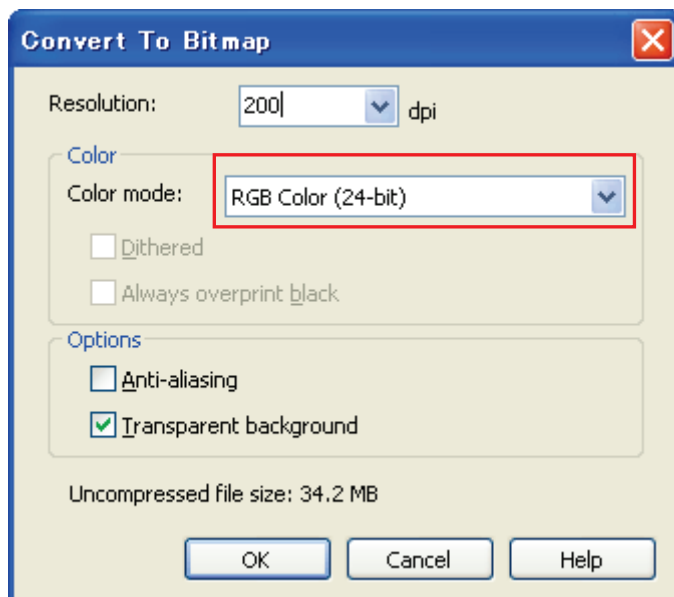 Convert To Bitmap
Resolution: 200 dpi
Color
Color mode: RGB Color (24-bit)
Dithered
Always overprint black
Options
Anti-aliasing
Transparent background
Uncompressed file size: 34.2 MB
OK Cancel Help